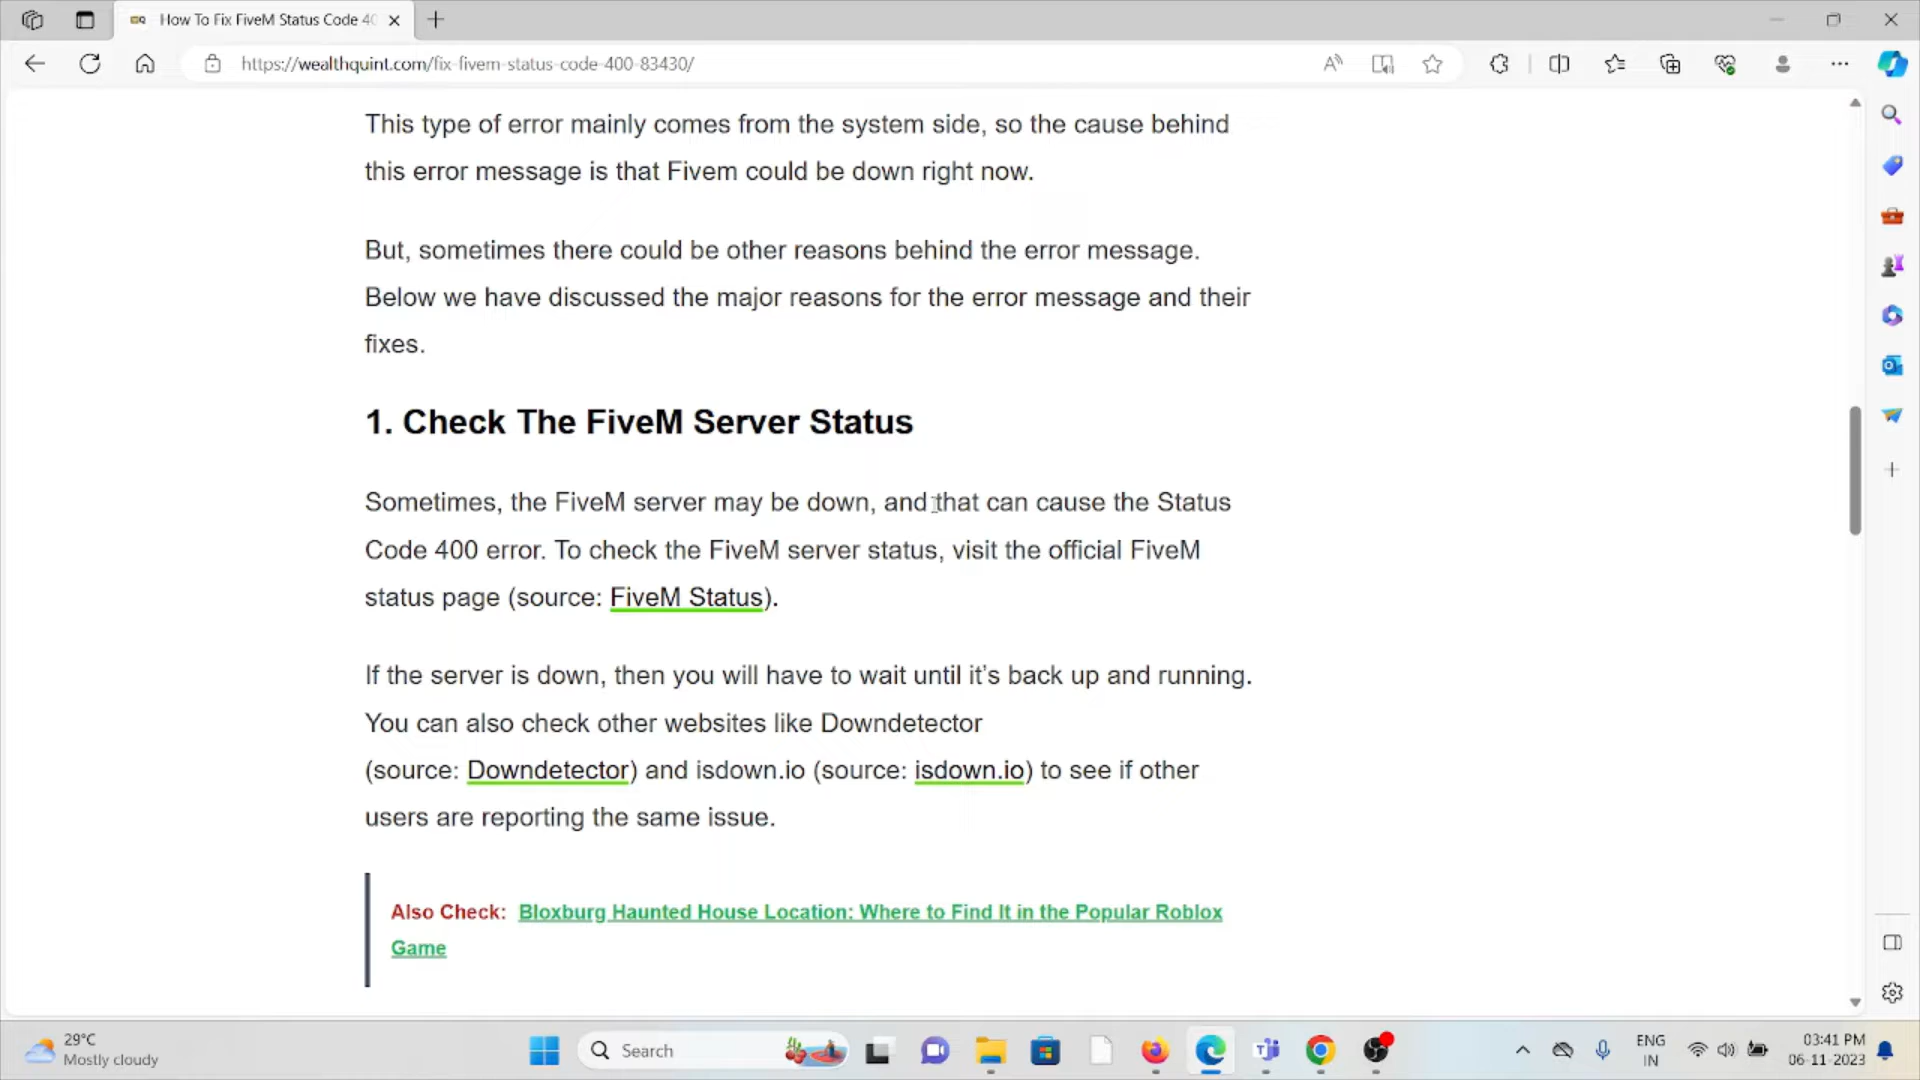 How To Fix FiveM Status Code 40
https://wealthquint.com/fix-fivem-status-code-400-83430/
This type of error mainly comes from the system side, so the cause behind
this error message is that Fivem could be down right now.
But, sometimes there could be other reasons behind the error message.
Below we have discussed the major reasons for the error message and their
fixes.
1. Check The FiveM Server Status
Sometimes, the FiveM server may be down, and that can cause the Status
Code 400 error. To check the FiveM server status, visit the official FiveM
status page (source: FiveM Status).
If the server is down, then you will have to wait until it’s back up and running.
You can also check other websites like Downdetector
(source: Downdetector) and isdown.io (source: isdown.io) to see if other
users are reporting the same issue.
Also Check: Bloxburg Haunted House Location: Where to Find It in the Popular Roblox
Game
29°C
Mostly cloudy
Search
ENG
IN
03:41 PM
06-11-2023